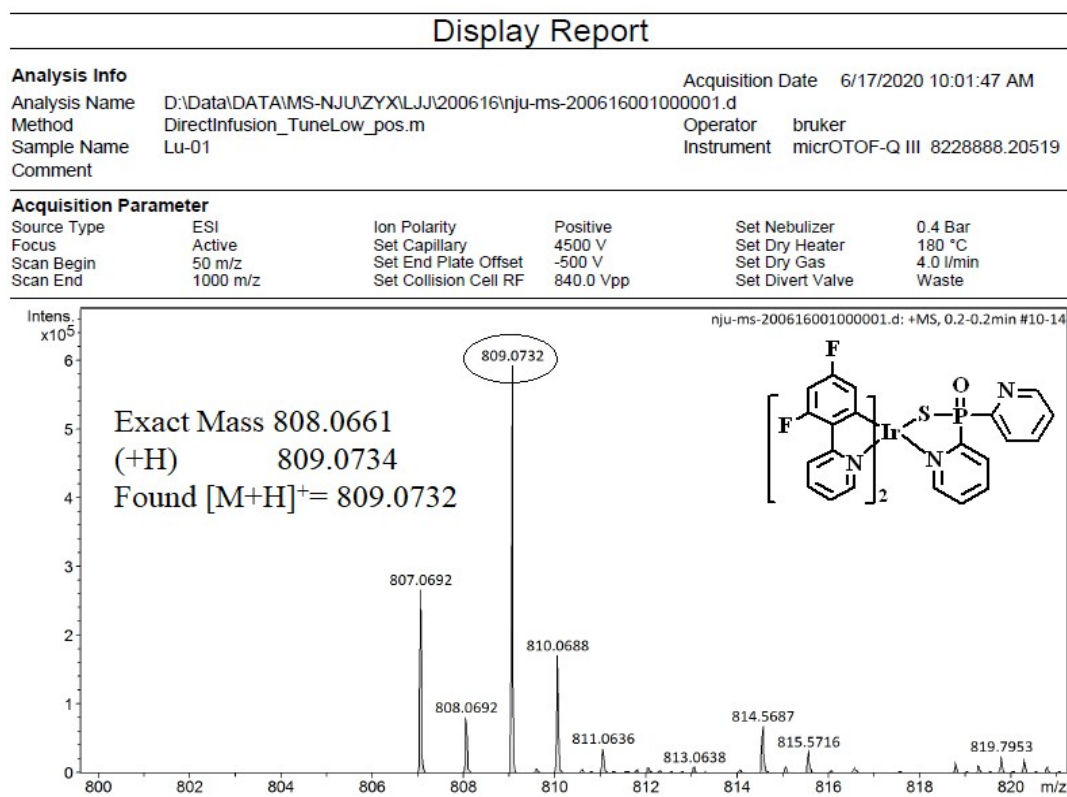 Display Report
Analysis Info
Acquisition Date 6/17/2020 10:01:47 AM
Analysis Name D:\Data\DATA\MS-NJU\ZYX\LJJ\200616\nju-ms-200616001000001.d
Method DirectInfusion_TuneLow_pos.m Operator bruker
Sample Name Lu-01 Instrument micrOTOF-Q III 8228888.20519
Comment
Acquisition Parameter
Source Type ESI Ion Polarity Positive Set Nebulizer 0.4 Bar
Focus Active Set Capillary 4500 V Set Dry Heater 180 °C
Scan Begin 50 m/z Set End Plate Offset -500 V Set Dry Gas 4.0 l/min
Scan End 1000 m/z Set Collision Cell RF 840.0 Vpp Set Divert Valve Waste
Intens.
x10⁵
nju-ms-200616001000001.d: +MS, 0.2-0.2min #10-14
809.0732
F
O
N
S
P
F
Ir
N
N
2
Exact Mass 808.0661
(+H) 809.0734
Found [M+H]⁺= 809.0732
807.0692
810.0688
808.0692
811.0636
813.0638
814.5687
815.5716
819.7953
6
5
4
3
2
1
0
800 802 804 806 808 810 812 814 816 818 820 m/z